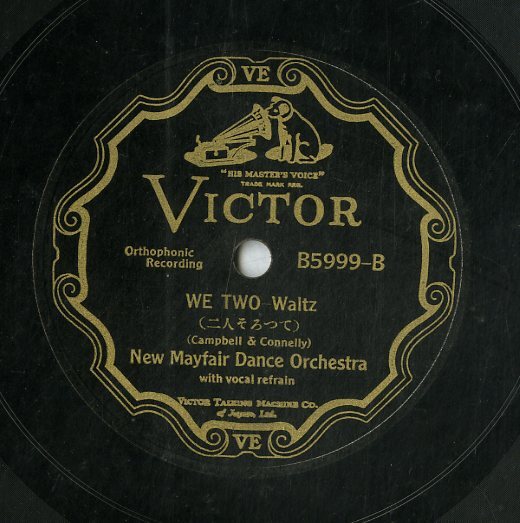 VE
"HIS MASTER'S VOICE"
TRADE MARK REG.
VICTOR
Orthophonic
Recording
B5999-B
WE TWO-Waltz
(二人そろつて)
(Campbell & Connelly)
New Mayfair Dance Orchestra
with vocal refrain
VICTOR TALKING MACHINE CO.
of Japan, Ltd.
VE